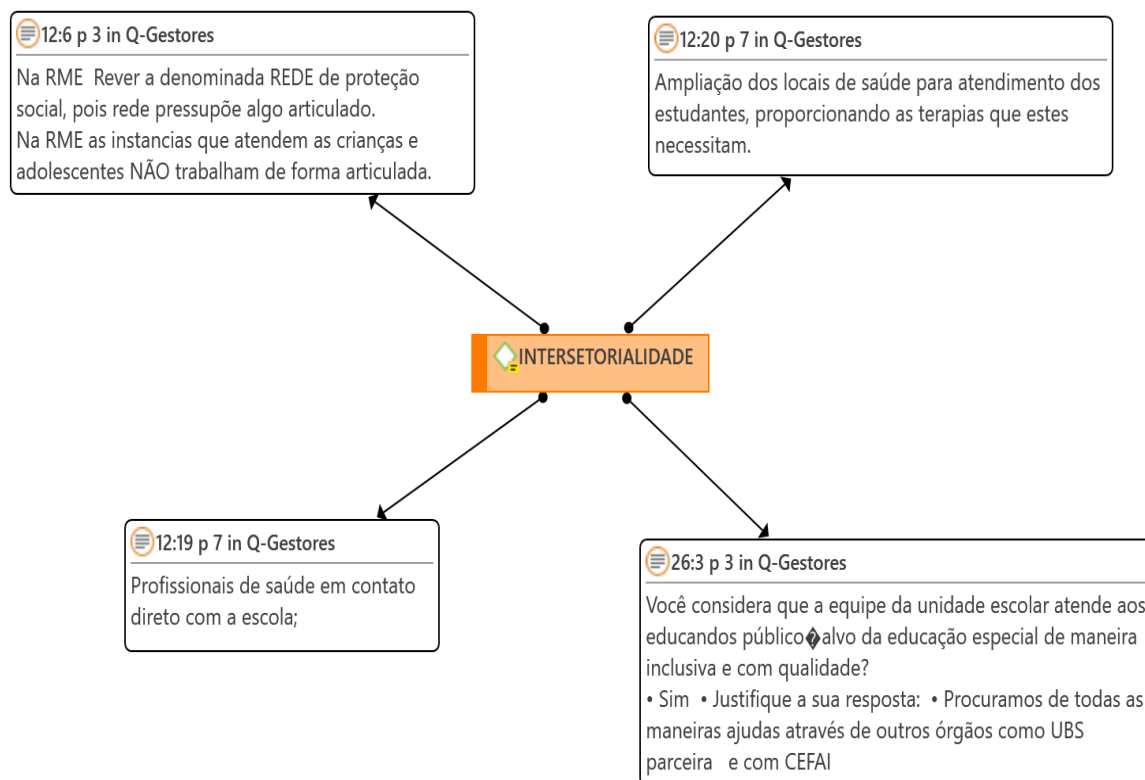 12:6 p 3 in Q-Gestores
Na RME  Rever a denominada REDE de proteção
social, pois rede pressupõe algo articulado.
Na RME as instancias que atendem as crianças e
adolescentes NÃO trabalham de forma articulada.
12:20 p 7 in Q-Gestores
Ampliação dos locais de saúde para atendimento dos
estudantes, proporcionando as terapias que estes
necessitam.
INTERSETORIALIDADE
12:19 p 7 in Q-Gestores
Profissionais de saúde em contato
direto com a escola;
26:3 p 3 in Q-Gestores
Você considera que a equipe da unidade escolar atende aos
educandos público�alvo da educação especial de maneira
inclusiva e com qualidade?
• Sim  • Justifique a sua resposta:  • Procuramos de todas as
maneiras ajudas através de outros órgãos como UBS
parceira   e com CEFAI